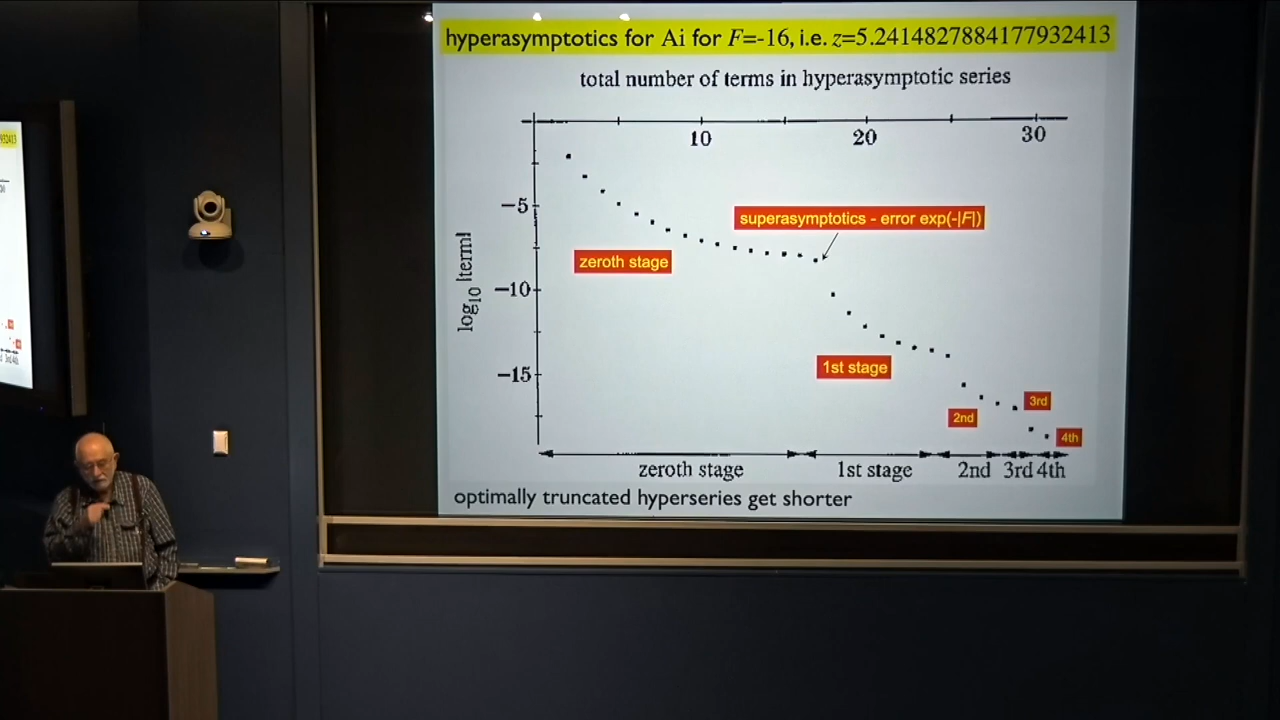 hyperasymptotics for Ai for F=-16, i.e. z=5.2414827884177932413
total number of terms in hyperasymptotic series
10 20 30
-5
superasymptotics - error exp(-|F|)
zeroth stage
log10 |term|
-10
1st stage
-15
3rd
2nd
4th
zeroth stage 1st stage 2nd 3rd 4th
optimally truncated hyperseries get shorter